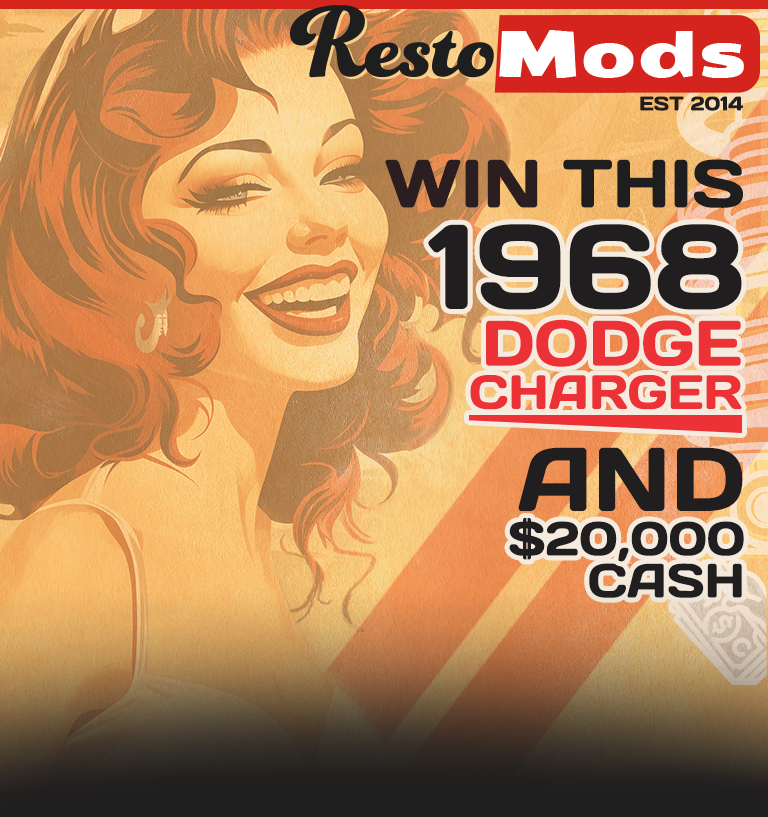 RestoMods
EST 2014
WIN THIS
1968
DODGE
CHARGER
AND
$20,000
CASH